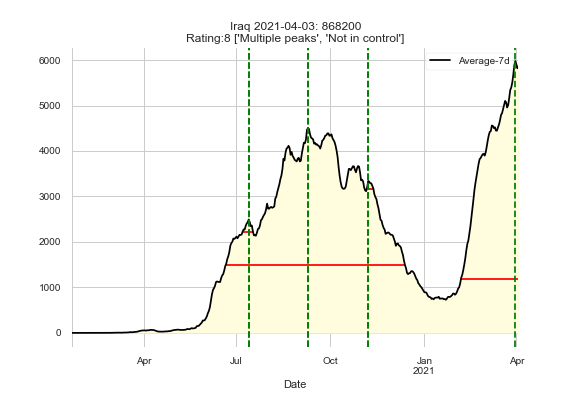 Iraq 2021-04-03: 868200
Rating:8 ['Multiple peaks', 'Not in control']
Average-7d
6000
5000
4000
3000
2000
1000
0
Apr
Jul
Oct
Jan
2021
Apr
Date